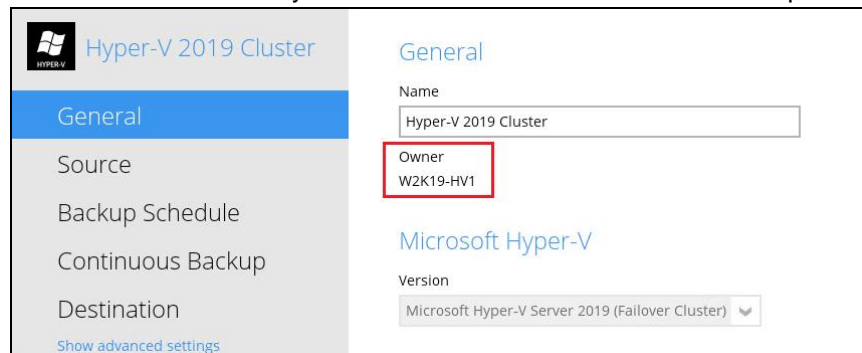 HYPER-V
Hyper-V 2019 Cluster
General
Source
Backup Schedule
Continuous Backup
Destination
Show advanced settings
General
Name
Hyper-V 2019 Cluster
Owner
W2K19-HV1
Microsoft Hyper-V
Version
Microsoft Hyper-V Server 2019 (Failover Cluster)